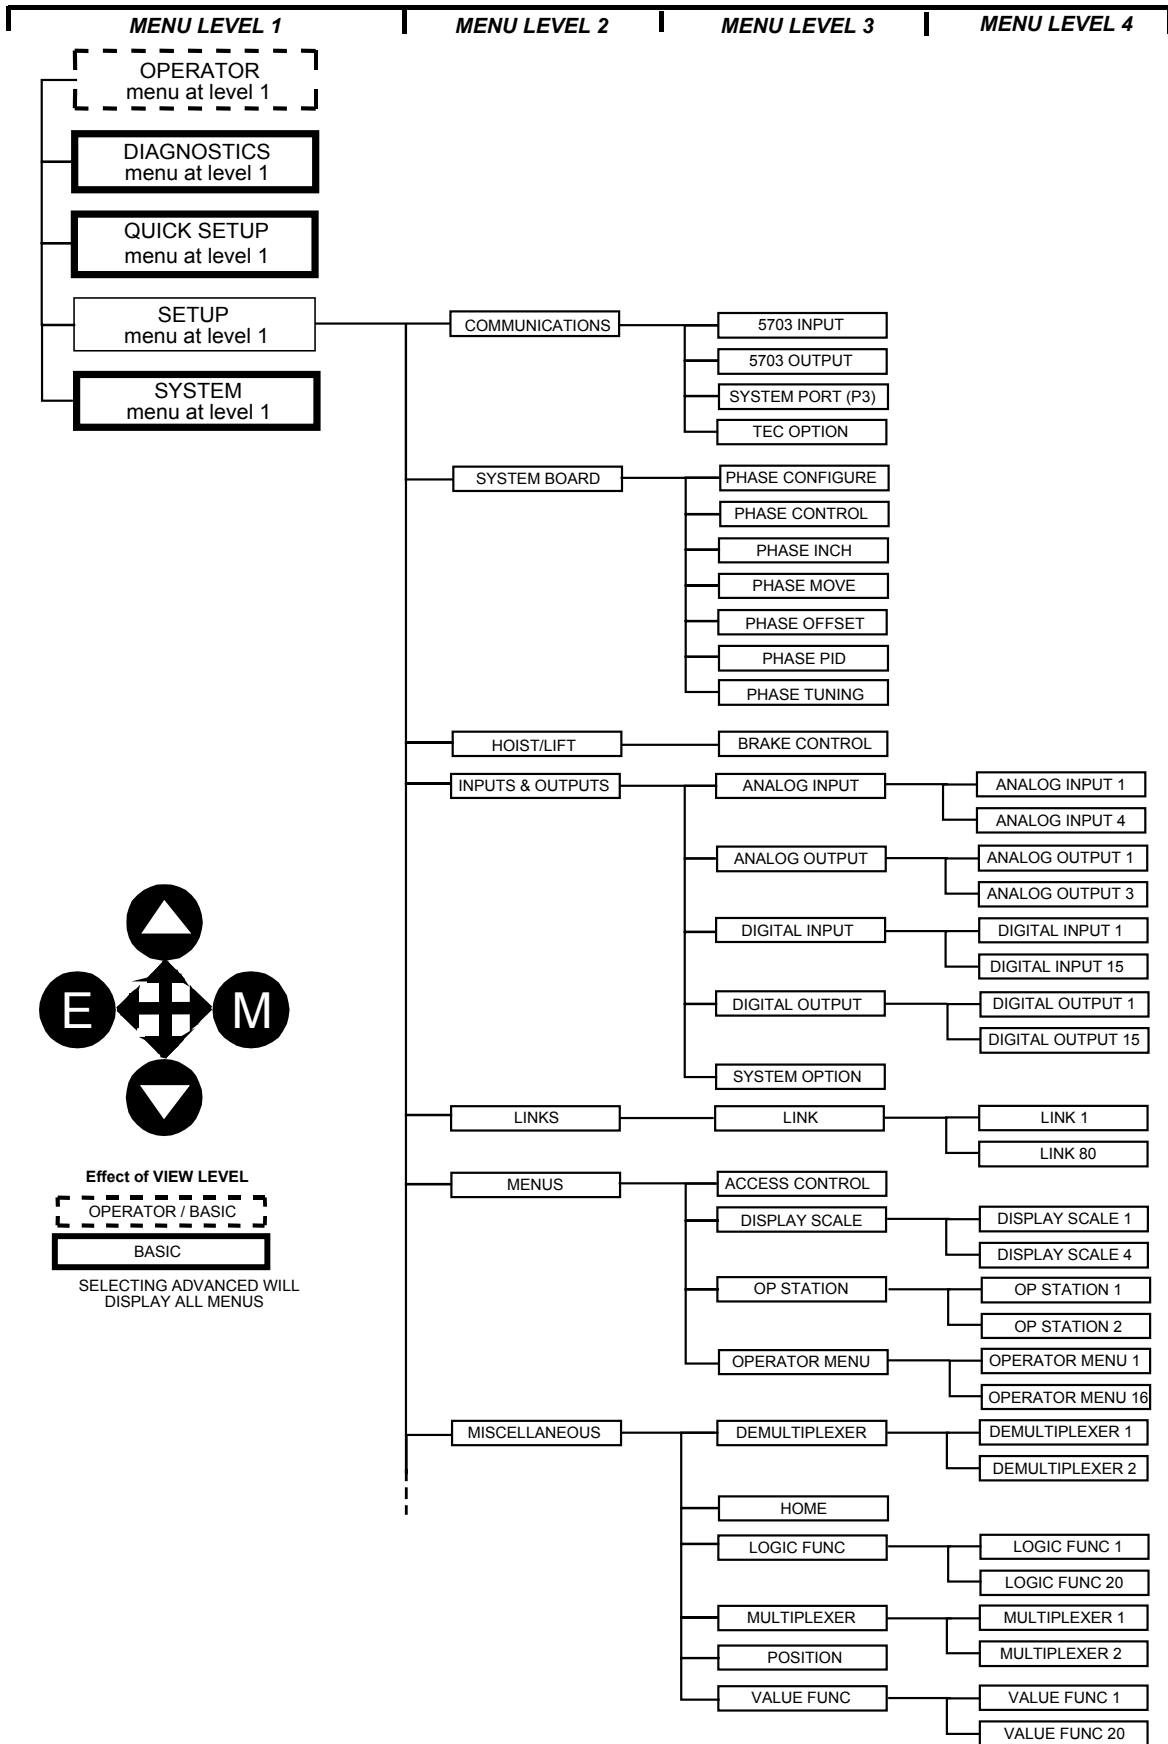 MENU LEVEL 1
MENU LEVEL 2
MENU LEVEL 3
MENU LEVEL 4
OPERATOR
menu at level 1
DIAGNOSTICS
menu at level 1
QUICK SETUP
menu at level 1
SETUP
menu at level 1
SYSTEM
menu at level 1
COMMUNICATIONS
5703 INPUT
5703 OUTPUT
SYSTEM PORT (P3)
TEC OPTION
SYSTEM BOARD
PHASE CONFIGURE
PHASE CONTROL
PHASE INCH
PHASE MOVE
PHASE OFFSET
PHASE PID
PHASE TUNING
HOIST/LIFT
BRAKE CONTROL
INPUTS & OUTPUTS
ANALOG INPUT
ANALOG INPUT 1
ANALOG INPUT 4
ANALOG OUTPUT
ANALOG OUTPUT 1
ANALOG OUTPUT 3
DIGITAL INPUT
DIGITAL INPUT 1
DIGITAL INPUT 15
DIGITAL OUTPUT
DIGITAL OUTPUT 1
DIGITAL OUTPUT 15
SYSTEM OPTION
LINKS
LINK
LINK 1
LINK 80
MENUS
ACCESS CONTROL
DISPLAY SCALE
DISPLAY SCALE 1
DISPLAY SCALE 4
OP STATION
OP STATION 1
OP STATION 2
OPERATOR MENU
OPERATOR MENU 1
OPERATOR MENU 16
MISCELLANEOUS
DEMULTIPLEXER
DEMULTIPLEXER 1
DEMULTIPLEXER 2
HOME
LOGIC FUNC
LOGIC FUNC 1
LOGIC FUNC 20
MULTIPLEXER
MULTIPLEXER 1
MULTIPLEXER 2
POSITION
VALUE FUNC
VALUE FUNC 1
VALUE FUNC 20
E
M
Effect of VIEW LEVEL
OPERATOR / BASIC
BASIC
SELECTING ADVANCED WILL
DISPLAY ALL MENUS